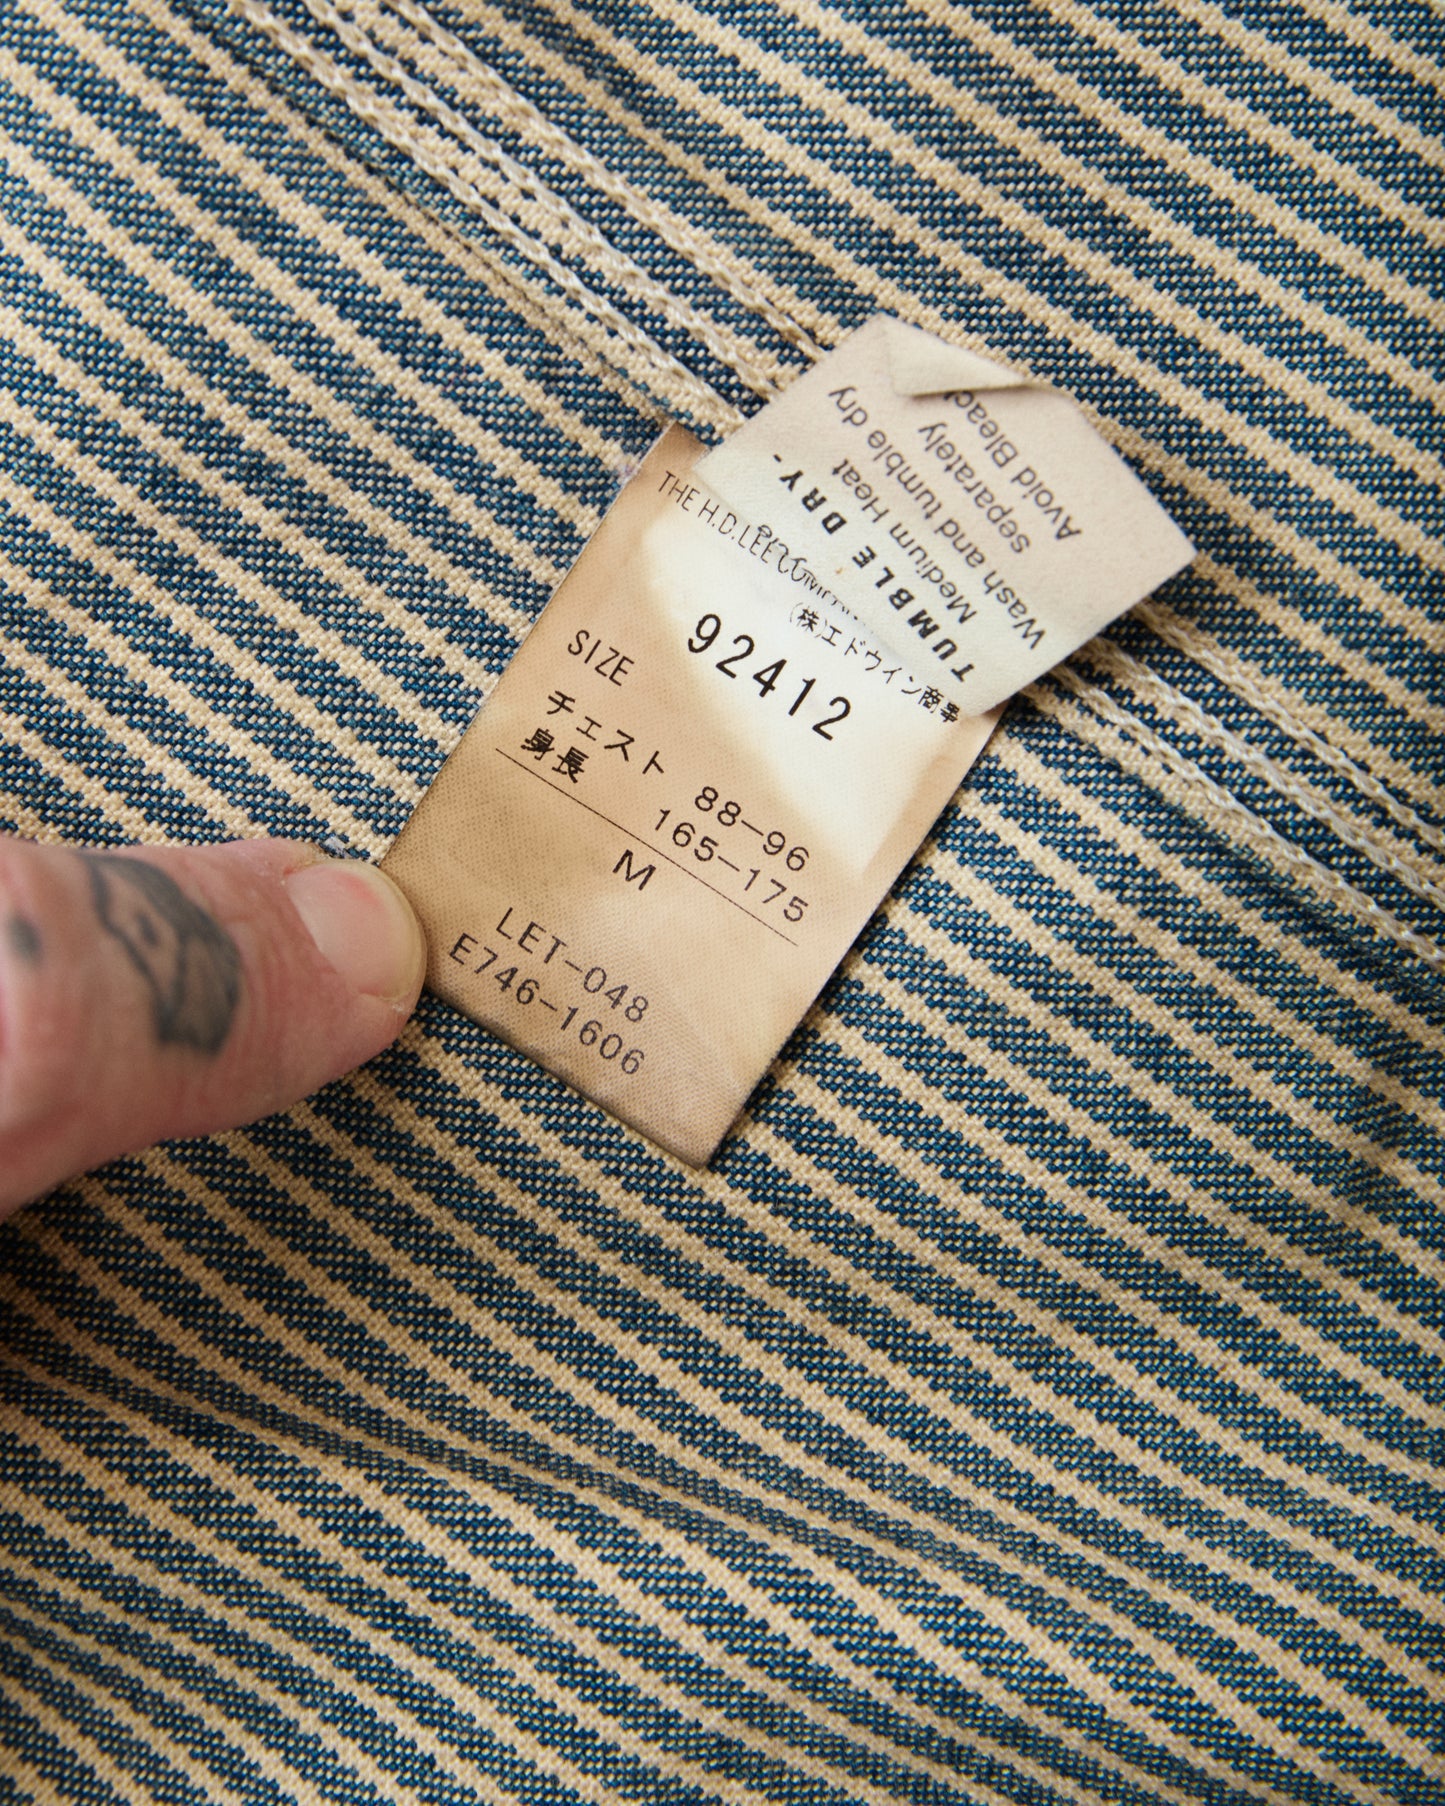 THE H.D. LEE
(株)エドウイン商事
92412
SIZE
チェスト 88-96
身長 165-175
M
LET-048
E746-1606
TUMBLE DRY-
Medium Heat
Wash and tumble dry
separately
Avoid